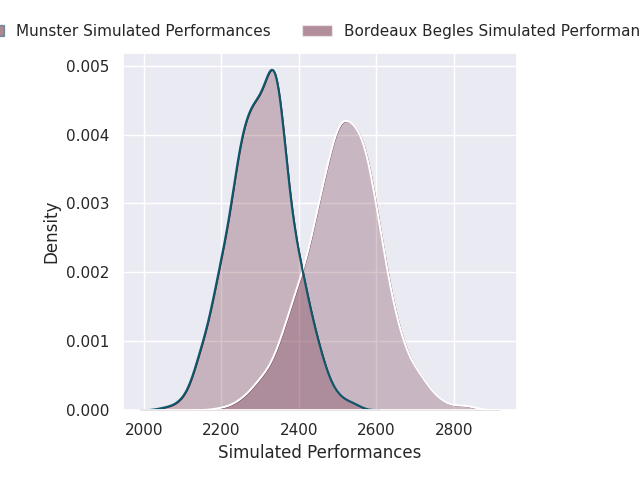 Munster Simulated Performances
Bordeaux Begles Simulated Performan
0.005
0.004
0.003
0.002
0.001
0.000
Density
2000 2200 2400 2600 2800
Simulated Performances